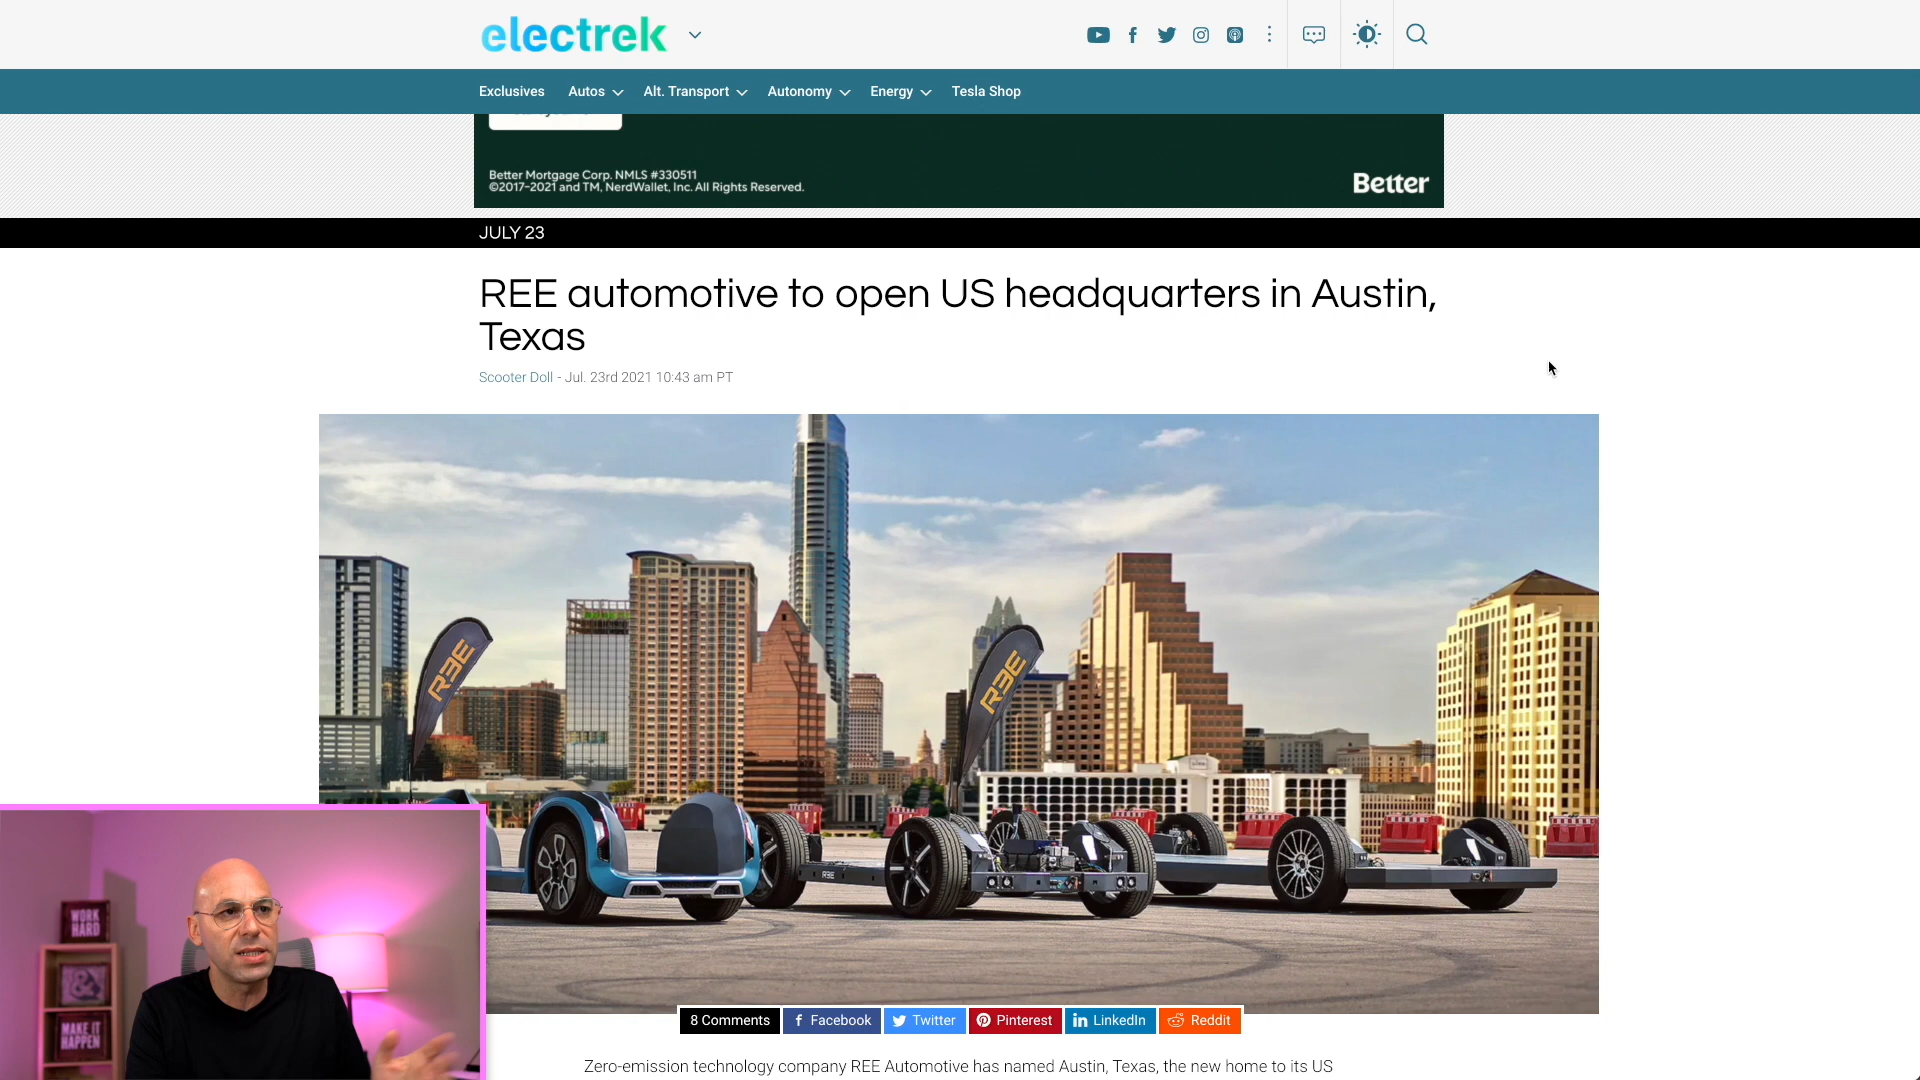 electrek
Exclusives Autos Alt. Transport Autonomy Energy Tesla Shop
Better Mortgage Corp. NMLS #330511
©2017-2021 and TM, NerdWallet, Inc. All Rights Reserved.
Better
JULY 23
REE automotive to open US headquarters in Austin,
Texas
Scooter Doll - Jul. 23rd 2021 10:43 am PT
REE
REE
REE
WORK
HARD
&
MAKE IT
HAPPEN
8 Comments Facebook Twitter Pinterest LinkedIn Reddit
Zero-emission technology company REE Automotive has named Austin, Texas, the new home to its US